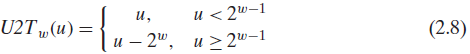 U2T_w(u) = { u, u < 2^{w−1}
u − 2^w, u ≥ 2^{w−1} (2.8)